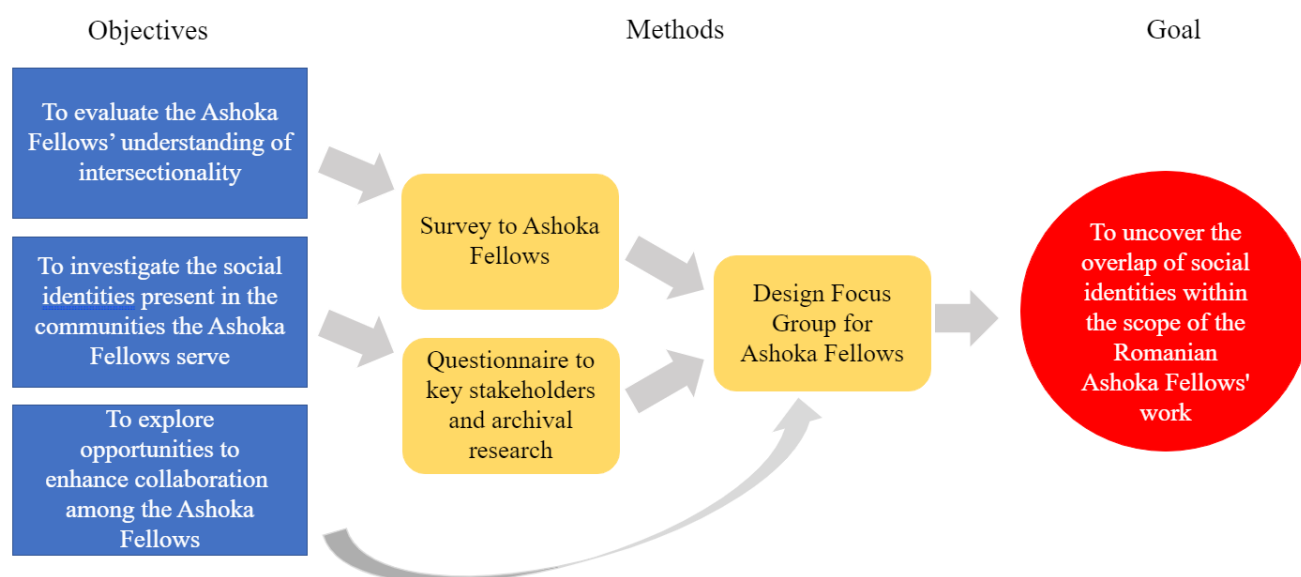 Objectives
Methods
Goal
To evaluate the Ashoka
Fellows’ understanding of
intersectionality
To investigate the social
identities present in the
communities the Ashoka
Fellows serve
To explore
opportunities to
enhance collaboration
among the Ashoka
Fellows
Survey to Ashoka
Fellows
Questionnaire to
key stakeholders
and archival
research
Design Focus
Group for
Ashoka Fellows
To uncover the
overlap of social
identities within
the scope of the
Romanian
Ashoka Fellows'
work